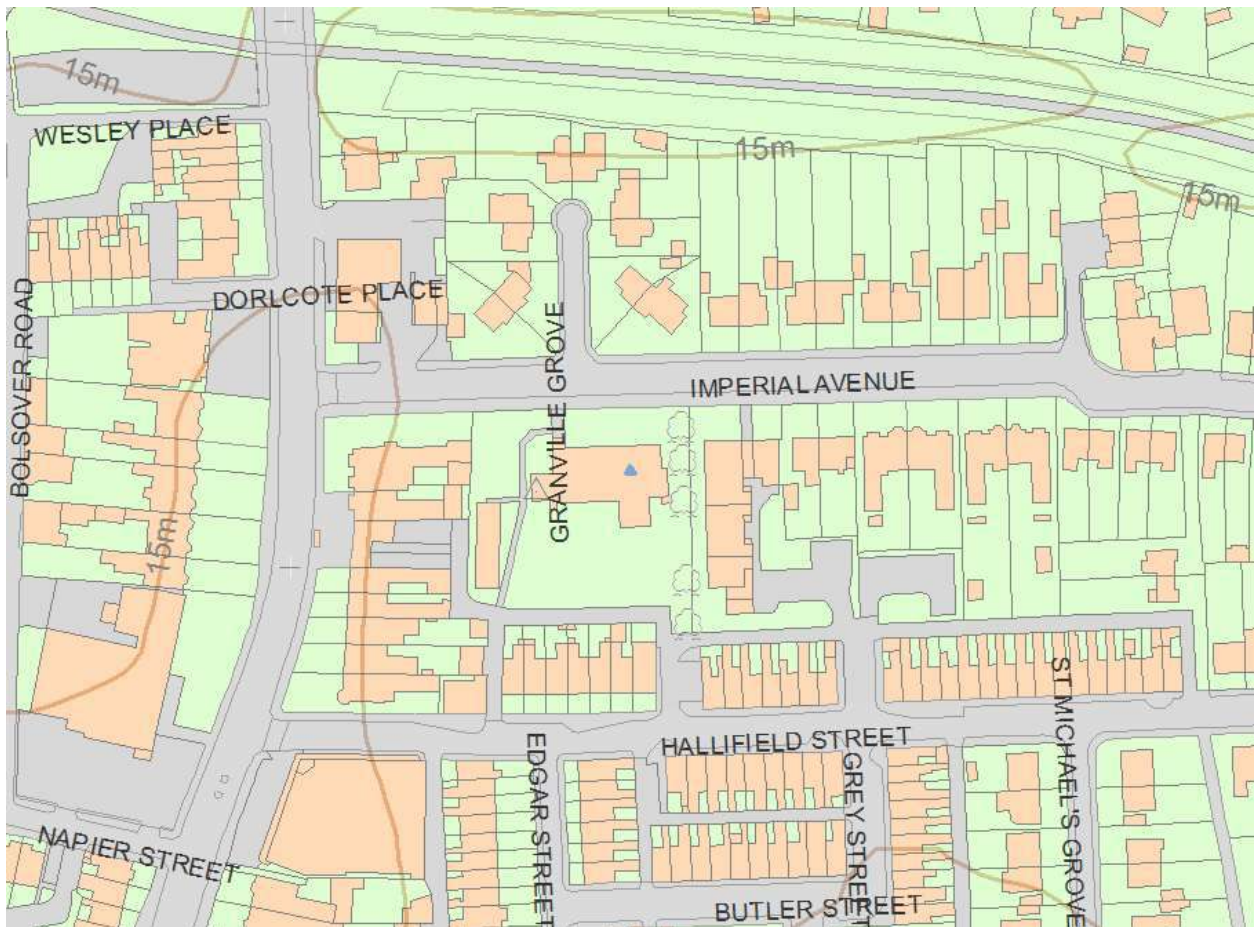 15m
WESLEY PLACE
15m
15m
DORLCOTE PLACE
BOLSOVER ROAD
GRANVILLE GROVE
IMPERIAL AVENUE
15m
ST MICHAEL'S GROVE
HALLIFIELD STREET
EDGAR STREET
GREY STREET
NAPIER STREET
BUTLER STREET